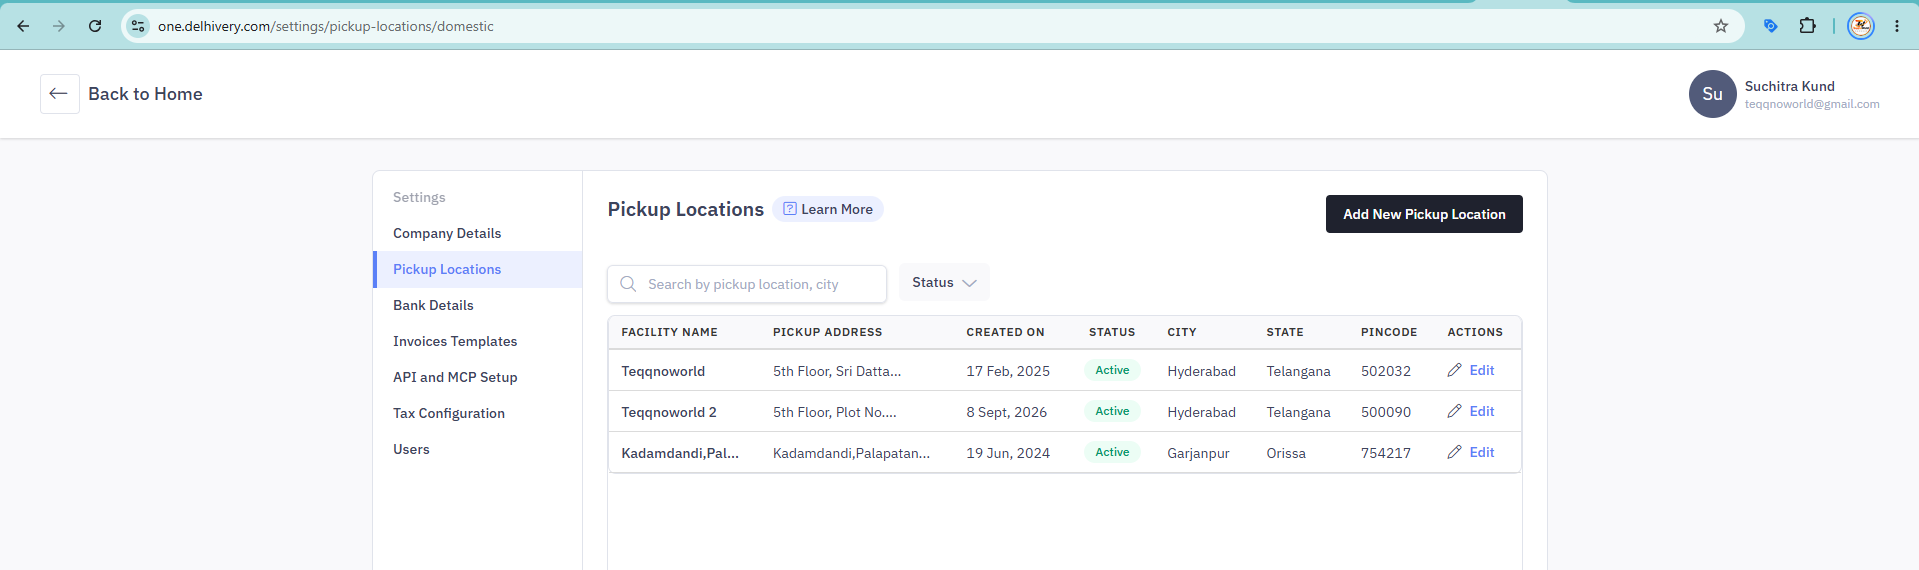 one.delhivery.com/settings/pickup-locations/domestic
Back to Home
Su
Suchitra Kund
teqqnoworld@gmail.com
Settings
Company Details
Pickup Locations
Bank Details
Invoices Templates
API and MCP Setup
Tax Configuration
Users
Pickup Locations
Learn More
Add New Pickup Location
Search by pickup location, city
Status
FACILITY NAME PICKUP ADDRESS CREATED ON STATUS CITY STATE PINCODE ACTIONS
Teqqnoworld 5th Floor, Sri Datta... 17 Feb, 2025 Active Hyderabad Telangana 502032 Edit
Teqqnoworld 2 5th Floor, Plot No.... 8 Sept, 2026 Active Hyderabad Telangana 500090 Edit
Kadamdandi,Pal... Kadamdandi,Palapatan... 19 Jun, 2024 Active Garjanpur Orissa 754217 Edit